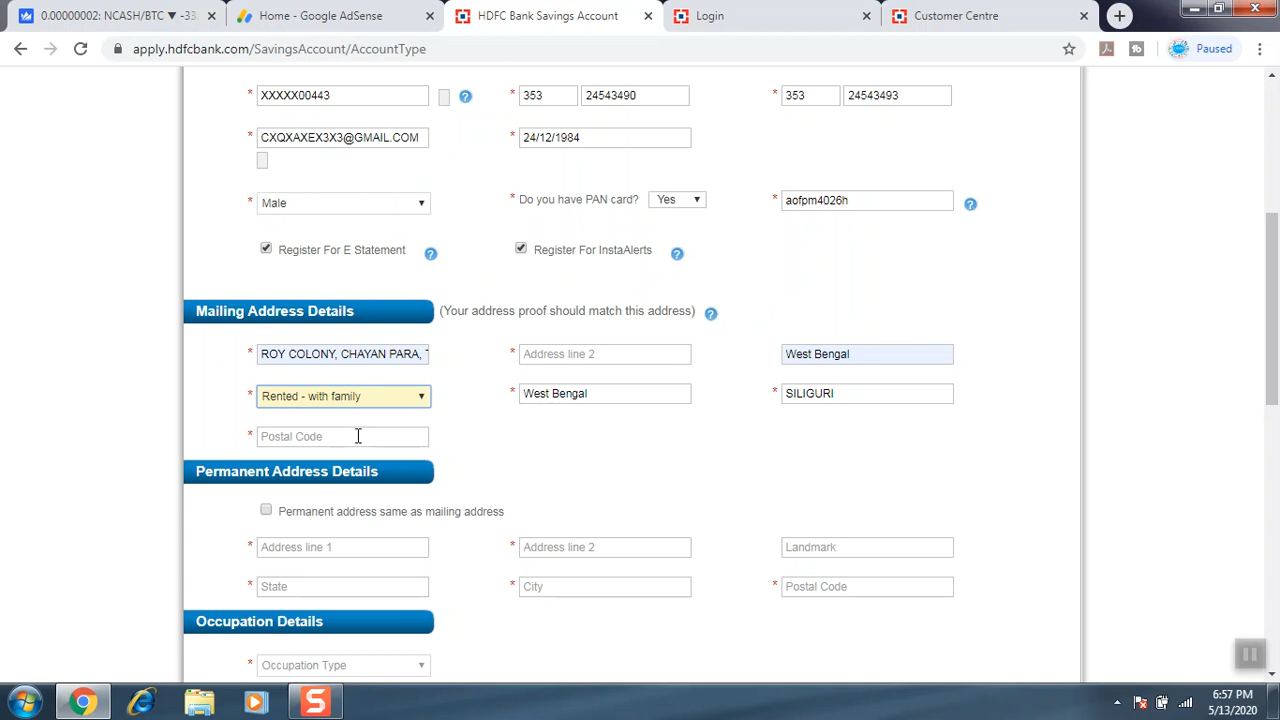 0.00000002: NCASH/BTC ▼ -33
Home - Google AdSense
HDFC Bank Savings Account
Login
Customer Centre
apply.hdfcbank.com/SavingsAccount/AccountType
Paused
* XXXXX00443
* 353 24543490
* 353 24543493
* CXQXAXEX3X3@GMAIL.COM
* 24/12/1984
* Male
* Do you have PAN card? Yes
* aofpm4026h
Register For E Statement
Register For InstaAlerts
Mailing Address Details (Your address proof should match this address)
* ROY COLONY, CHAYAN PARA,
* Address line 2
West Bengal
* Rented - with family
* West Bengal
* SILIGURI
* Postal Code
Permanent Address Details
Permanent address same as mailing address
* Address line 1
* Address line 2
Landmark
* State
* City
* Postal Code
Occupation Details
* Occupation Type
6:57 PM
5/13/2020